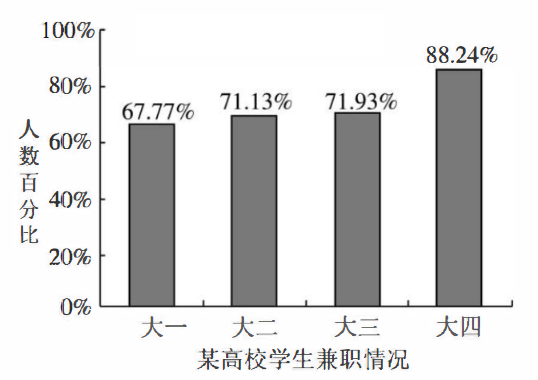 100%
80%
60%
40%
20%
0%
人数百分比
67.77%
71.13%
71.93%
88.24%
大一
大二
大三
大四
某高校学生兼职情况